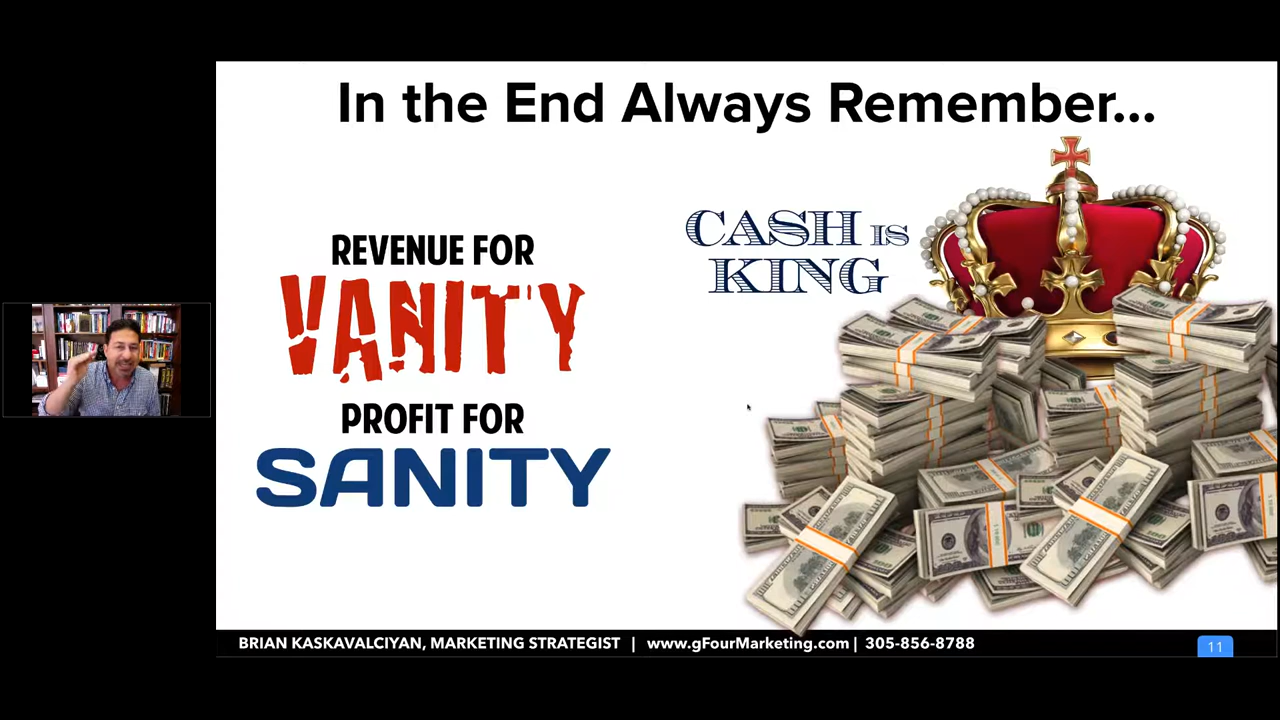 In the End Always Remember...
REVENUE FOR
VANITY
PROFIT FOR
SANITY
CASH IS
KING
BRIAN KASKAVALCIYAN, MARKETING STRATEGIST | www.gFourMarketing.com | 305-856-8788
11